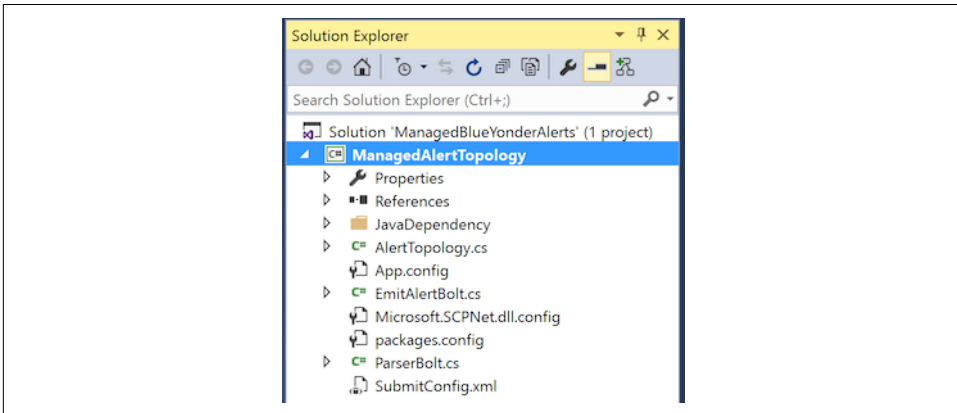 Solution Explorer
Search Solution Explorer (Ctrl+;)
Solution 'ManagedBlueYonderAlerts' (1 project)
C# ManagedAlertTopology
Properties
References
JavaDependency
C# AlertTopology.cs
App.config
C# EmitAlertBolt.cs
Microsoft.SCPNet.dll.config
packages.config
C# ParserBolt.cs
SubmitConfig.xml